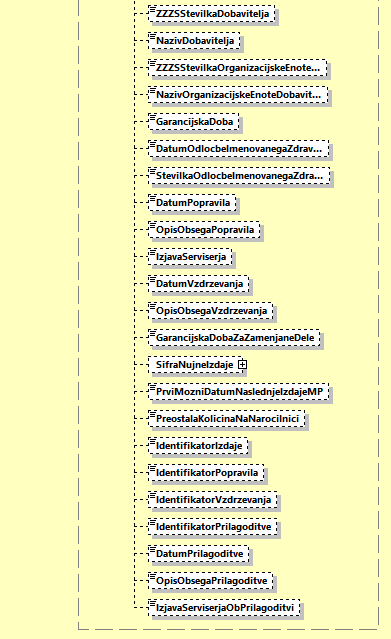 ZZZSStevilkaDobavitelja
NazivDobavitelja
ZZZSStevilkaOrganizacijskeEnote...
NazivOrganizacijskeEnoteDobavit...
GarancijskaDoba
DatumOdlocbeImenovanegaZdrav...
StevilkaOdlocbeImenovanegaZdra...
DatumPopravila
OpisObsegaPopravila
IzjavaServiserja
DatumVzdrzevanja
OpisObsegaVzdrzevanja
GarancijskaDobaZaZamenjaneDele
SifraNujneIzdaje
PrviMozniDatumNaslednjeIzdajeMP
PreostalaKolicinaNaNarocilnici
IdentifikatorIzdaje
IdentifikatorPopravila
IdentifikatorVzdrzevanja
IdentifikatorPrilagoditve
DatumPrilagoditve
OpisObsegaPrilagoditve
IzjavaServiserjaObPrilagoditvi